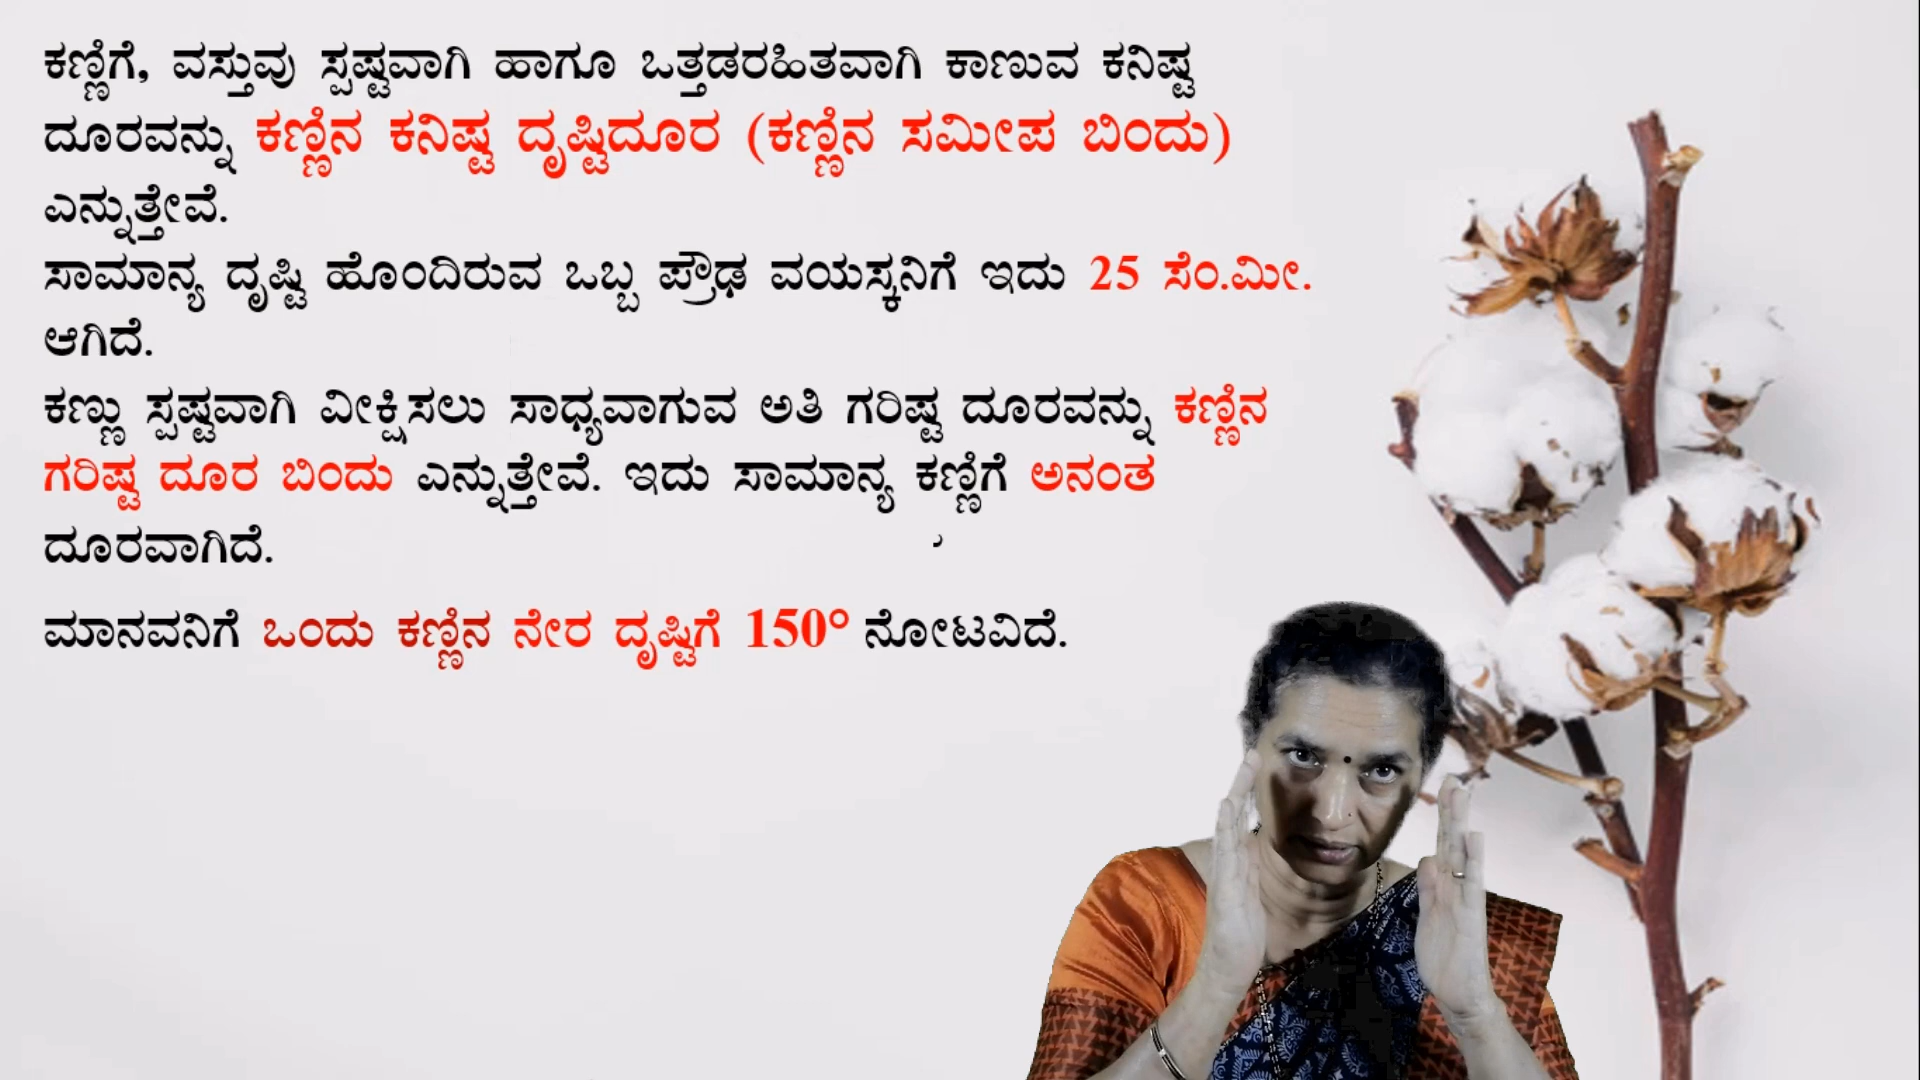 ಕಣ್ಣಿಗೆ, ವಸ್ತುವು ಸ್ಪಷ್ಟವಾಗಿ ಹಾಗೂ ಒತ್ತಡರಹಿತವಾಗಿ ಕಾಣುವ ಕನಿಷ್ಟ
ದೂರವನ್ನು ಕಣ್ಣಿನ ಕನಿಷ್ಟ ದೃಷ್ಟಿದೂರ (ಕಣ್ಣಿನ ಸಮೀಪ ಬಿಂದು)
ಎನ್ನುತ್ತೇವೆ.
ಸಾಮಾನ್ಯ ದೃಷ್ಟಿ ಹೊಂದಿರುವ ಒಬ್ಬ ಪ್ರೌಢ ವಯಸ್ಕನಿಗೆ ಇದು 25 ಸೆಂ.ಮೀ.
ಆಗಿದೆ.
ಕಣ್ಣು ಸ್ಪಷ್ಟವಾಗಿ ವೀಕ್ಷಿಸಲು ಸಾಧ್ಯವಾಗುವ ಅತಿ ಗರಿಷ್ಟ ದೂರವನ್ನು ಕಣ್ಣಿನ
ಗರಿಷ್ಟ ದೂರ ಬಿಂದು ಎನ್ನುತ್ತೇವೆ. ಇದು ಸಾಮಾನ್ಯ ಕಣ್ಣಿಗೆ ಅನಂತ
ದೂರವಾಗಿದೆ.
ಮಾನವನಿಗೆ ಒಂದು ಕಣ್ಣಿನ ನೇರ ದೃಷ್ಟಿಗೆ 150° ನೋಟವಿದೆ.